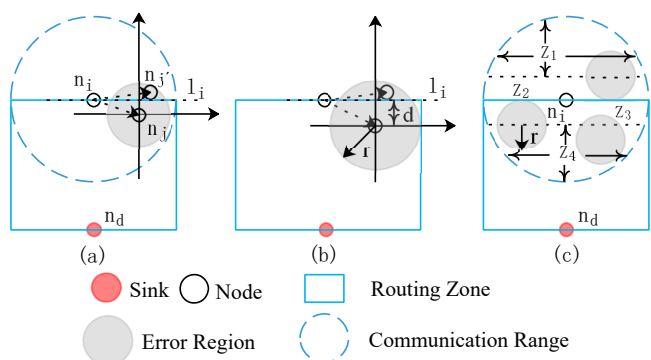 n_i n_j′ l_i
n_j
n_d
(a)
l_i
d
r
(b)
Z_1
Z_2
n_i Z_3
r
Z_4
n_d
(c)
Sink Node Routing Zone
Error Region Communication Range